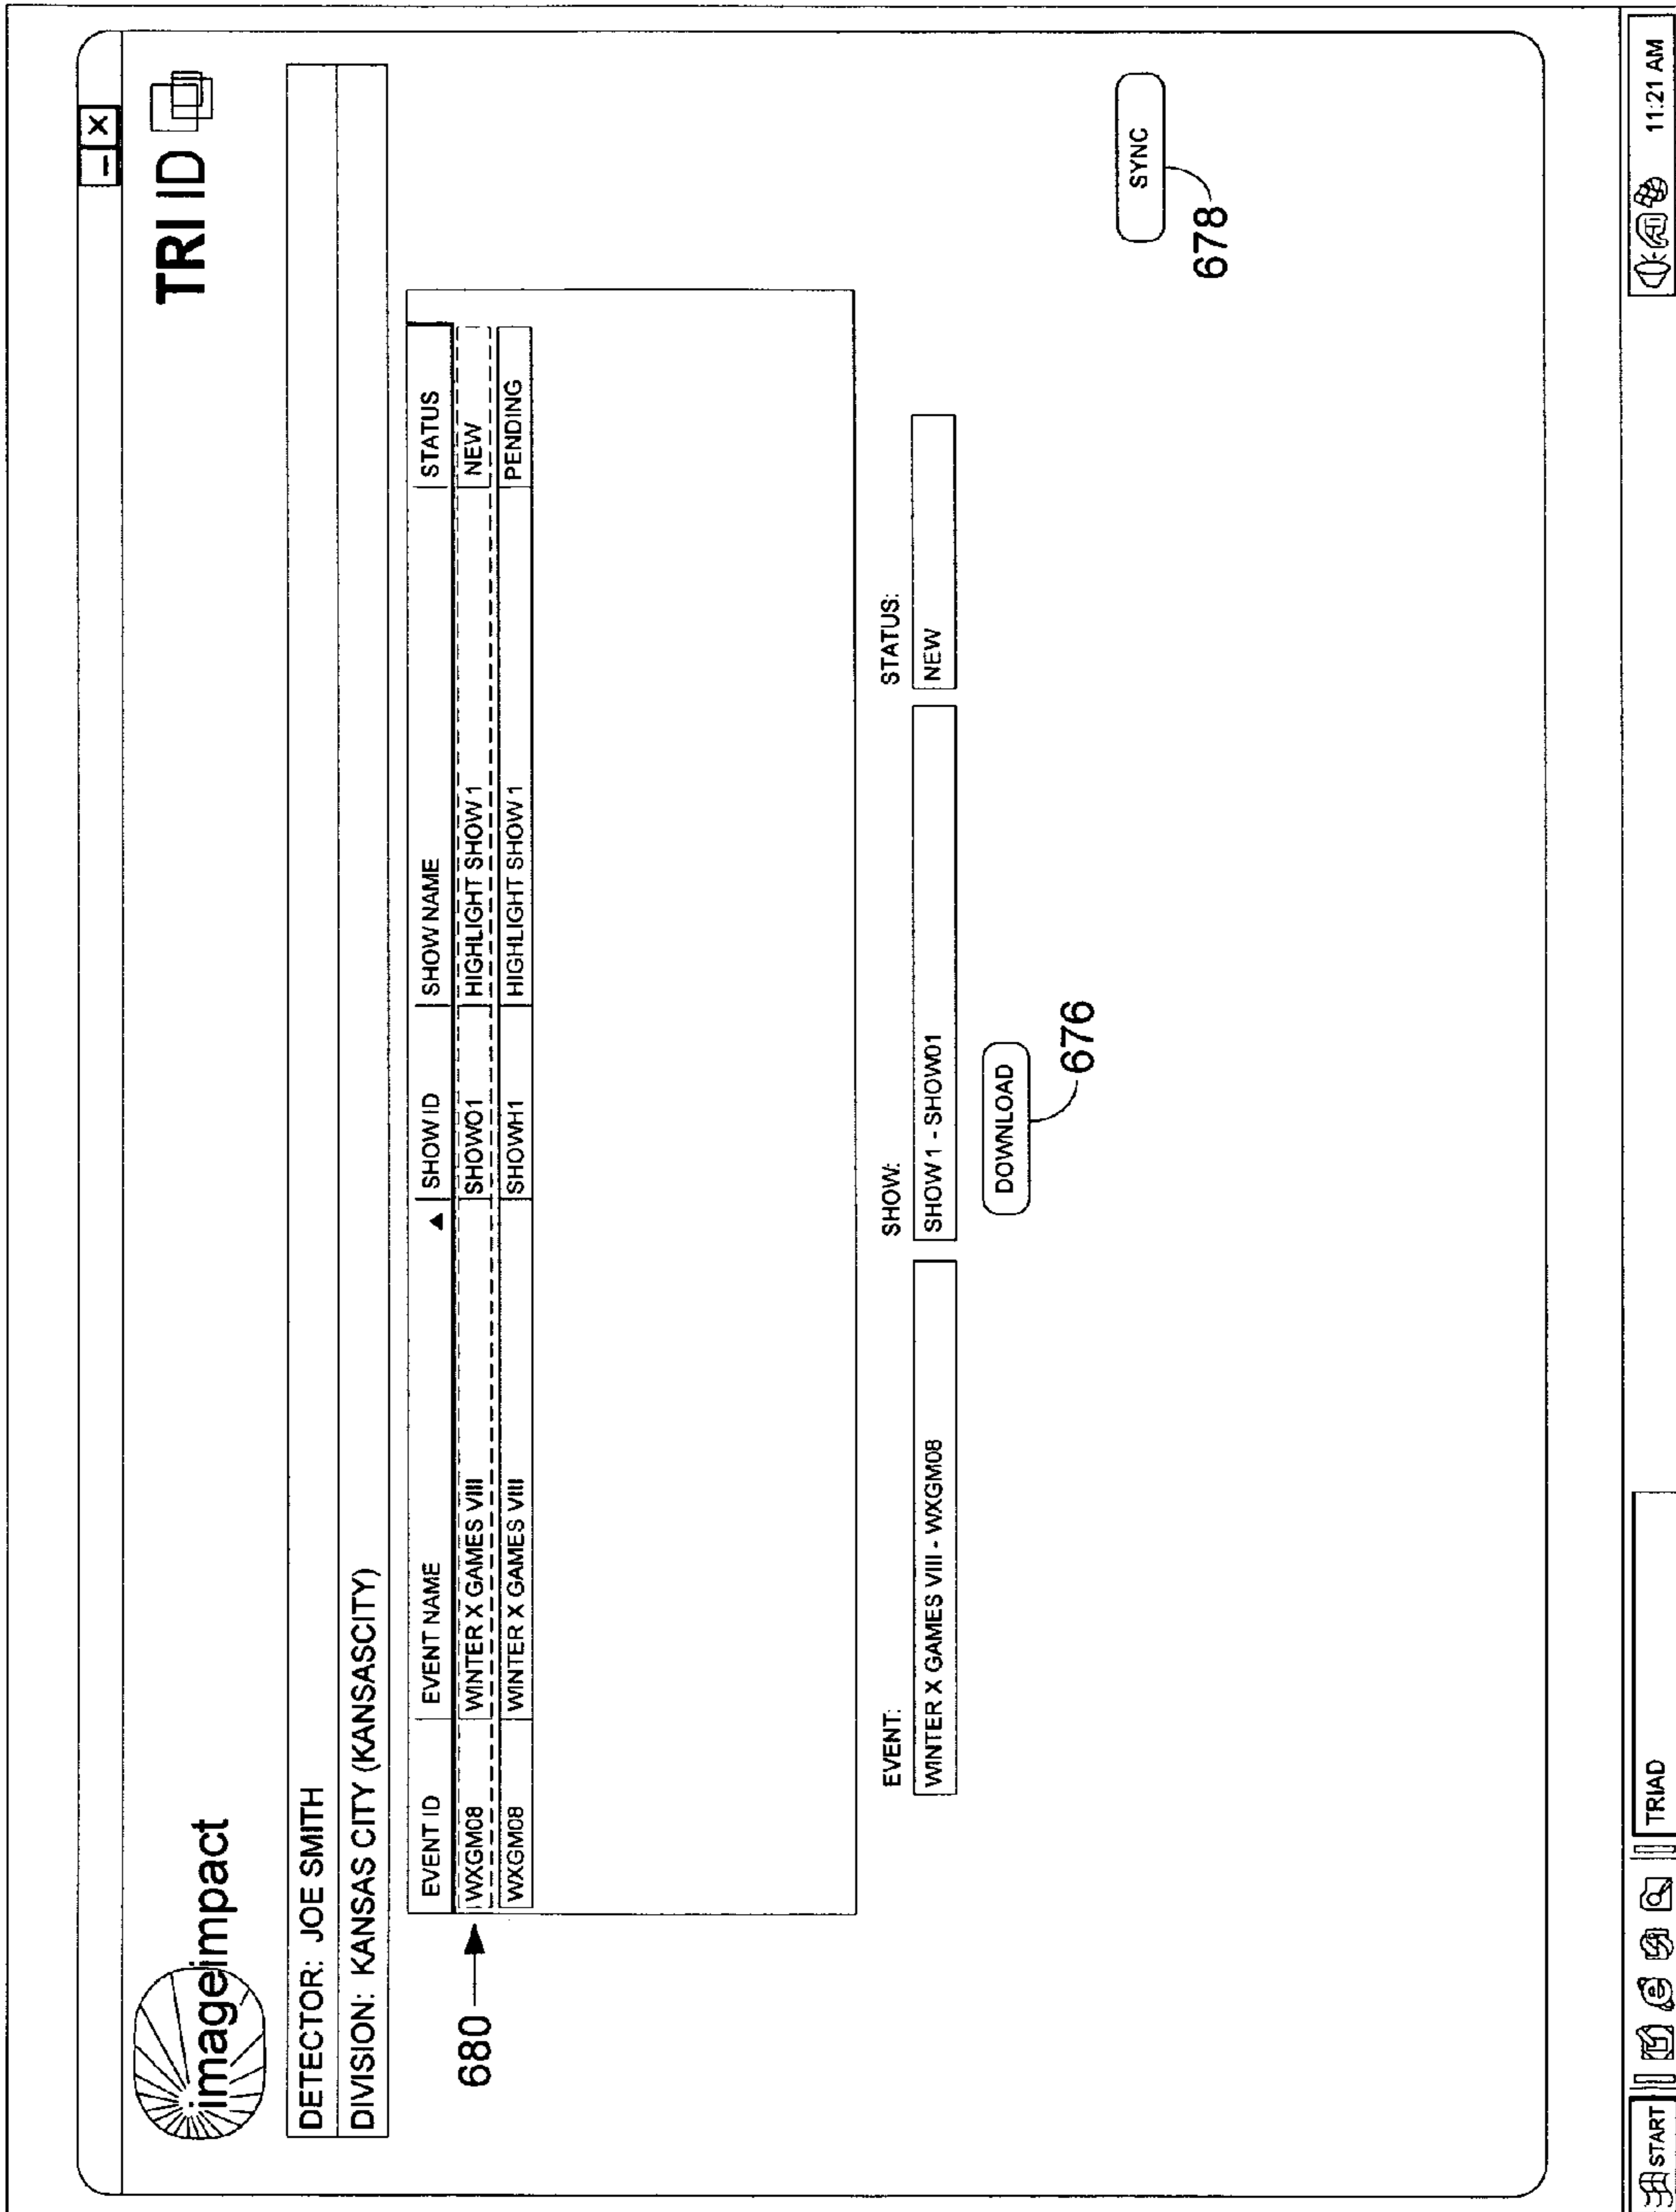 imageimpact
TRI ID
DETECTOR: JOE SMITH
DIVISION: KANSAS CITY (KANSASCITY)
EVENT ID EVENT NAME SHOW ID SHOW NAME STATUS
680 WXGM08 WINTER X GAMES VIII SHOWO1 HIGHLIGHT SHOW 1 NEW
WXGM08 WINTER X GAMES VIII SHOWH1 HIGHLIGHT SHOW 1 PENDING
EVENT: SHOW: STATUS:
WINTER X GAMES VIII - WXGM08 SHOW 1 - SHOW01 NEW
DOWNLOAD
676
SYNC
678
START TRIAD 11:21 AM